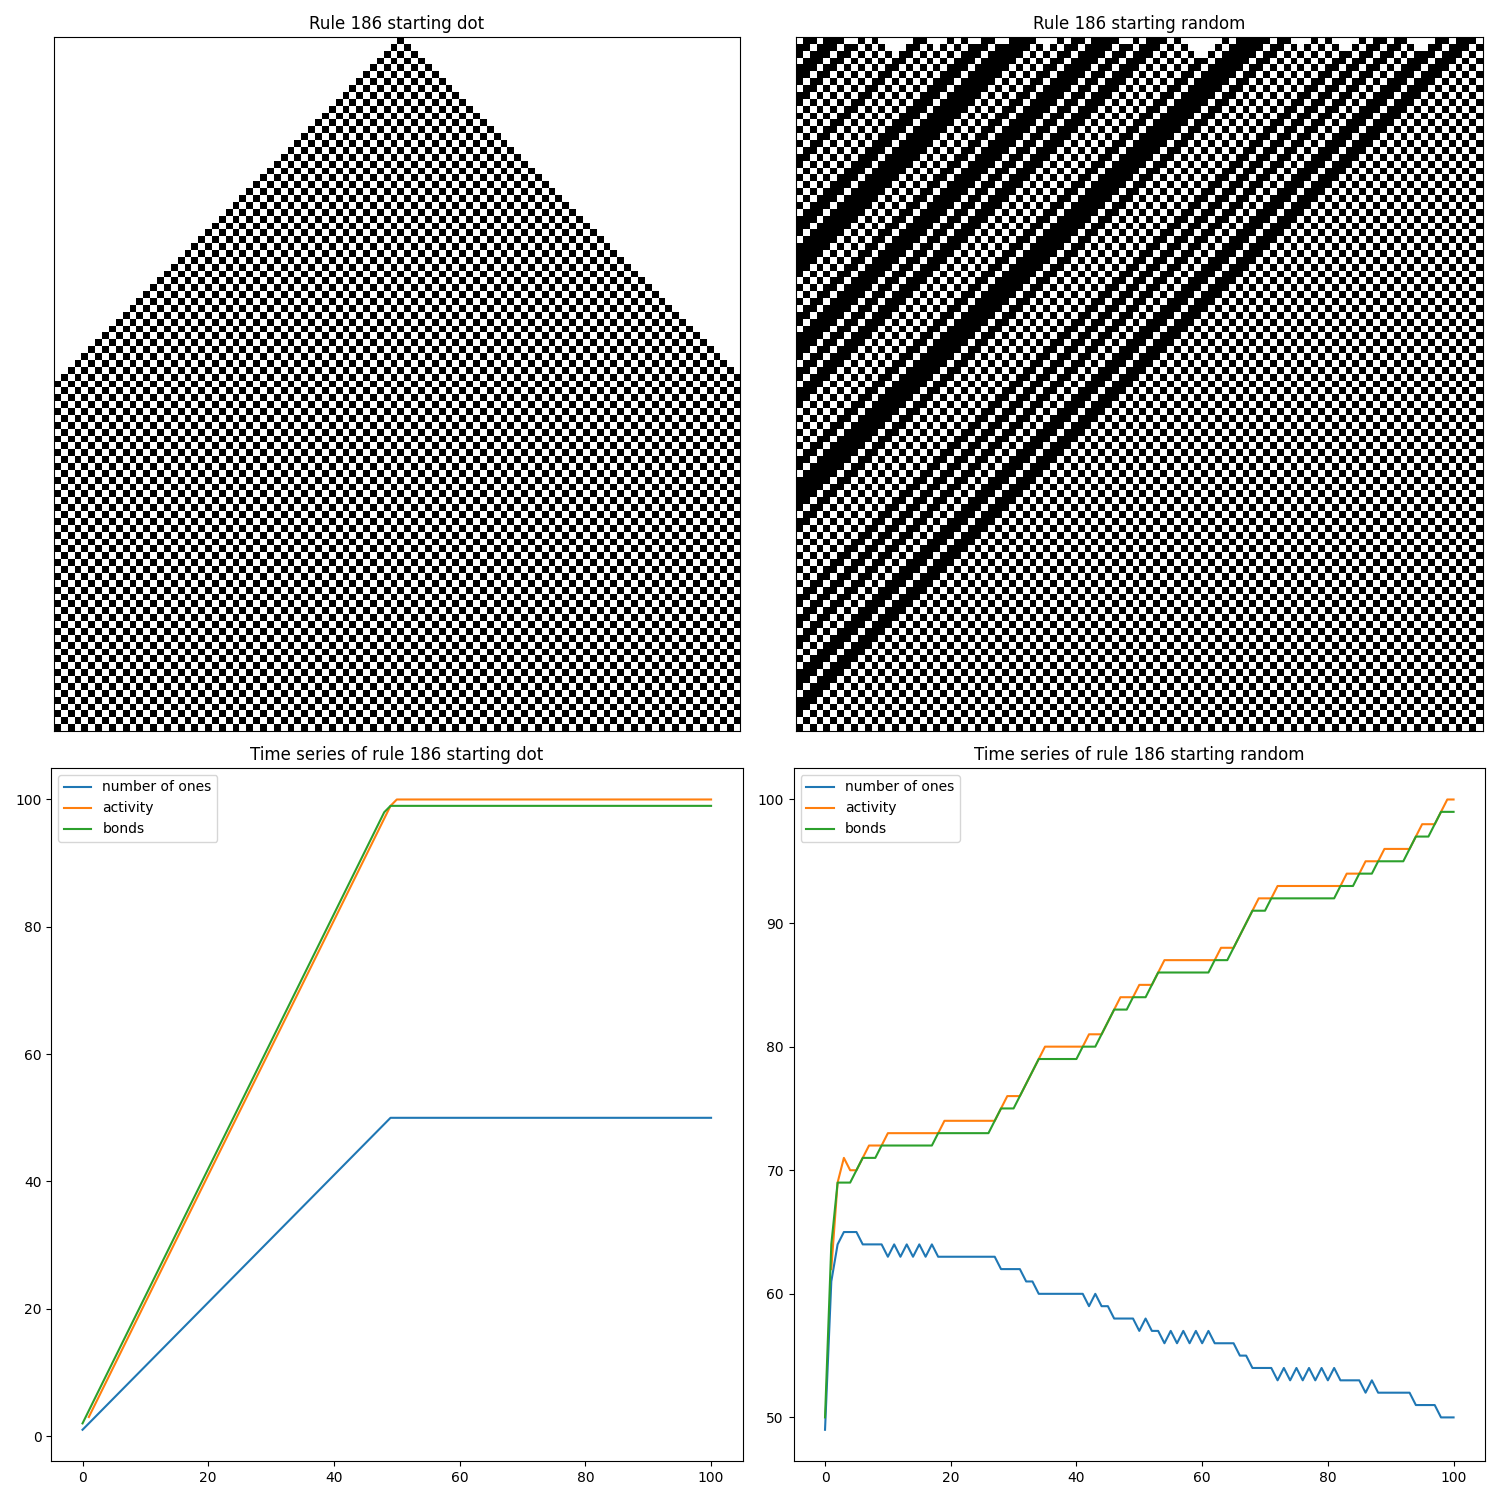 Rule 186 starting dot
Rule 186 starting random
Time series of rule 186 starting dot
number of ones
activity
bonds
100
80
60
40
20
0
0
20
40
60
80
100
Time series of rule 186 starting random
number of ones
activity
bonds
100
90
80
70
60
50
0
20
40
60
80
100